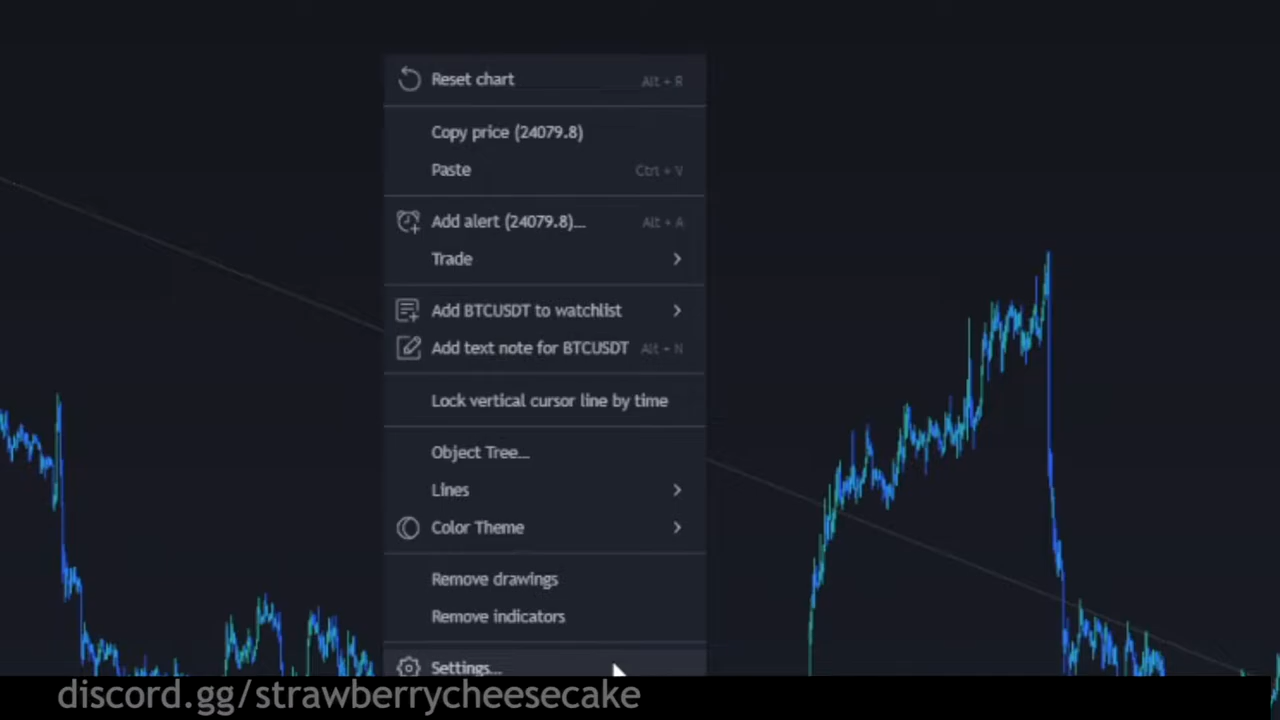 Reset chart Alt + R
Copy price (24079.8)
Paste Ctrl + V
Add alert (24079.8)... Alt + A
Trade
Add BTCUSDT to watchlist
Add text note for BTCUSDT Alt + N
Lock vertical cursor line by time
Object Tree...
Lines
Color Theme
Remove drawings
Remove indicators
Settings...
discord.gg/strawberrycheesecake